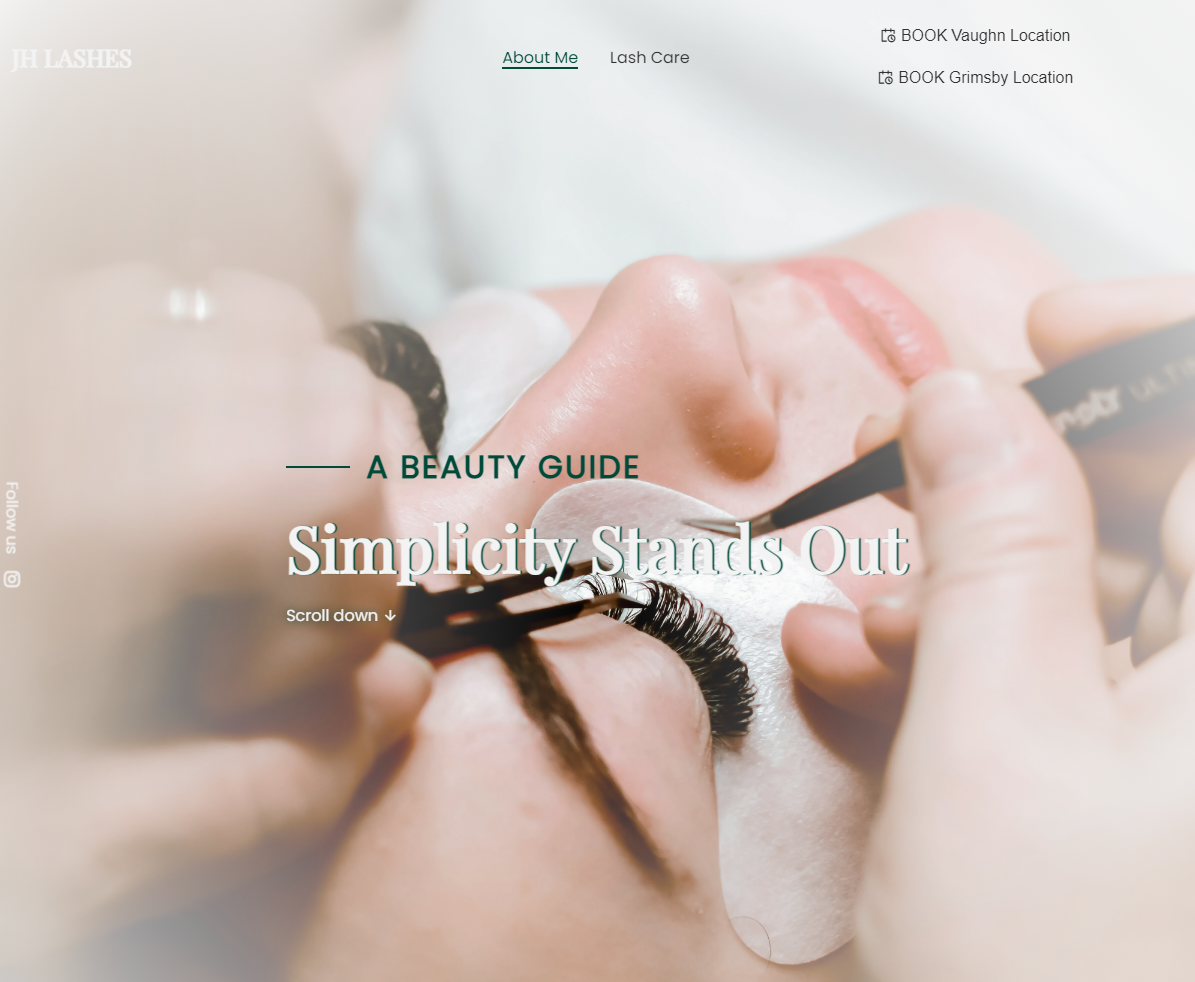 JH LASHES
About Me
Lash Care
BOOK Vaughn Location
BOOK Grimsby Location
A BEAUTY GUIDE
Simplicity Stands Out
Scroll down ↓
Follow us